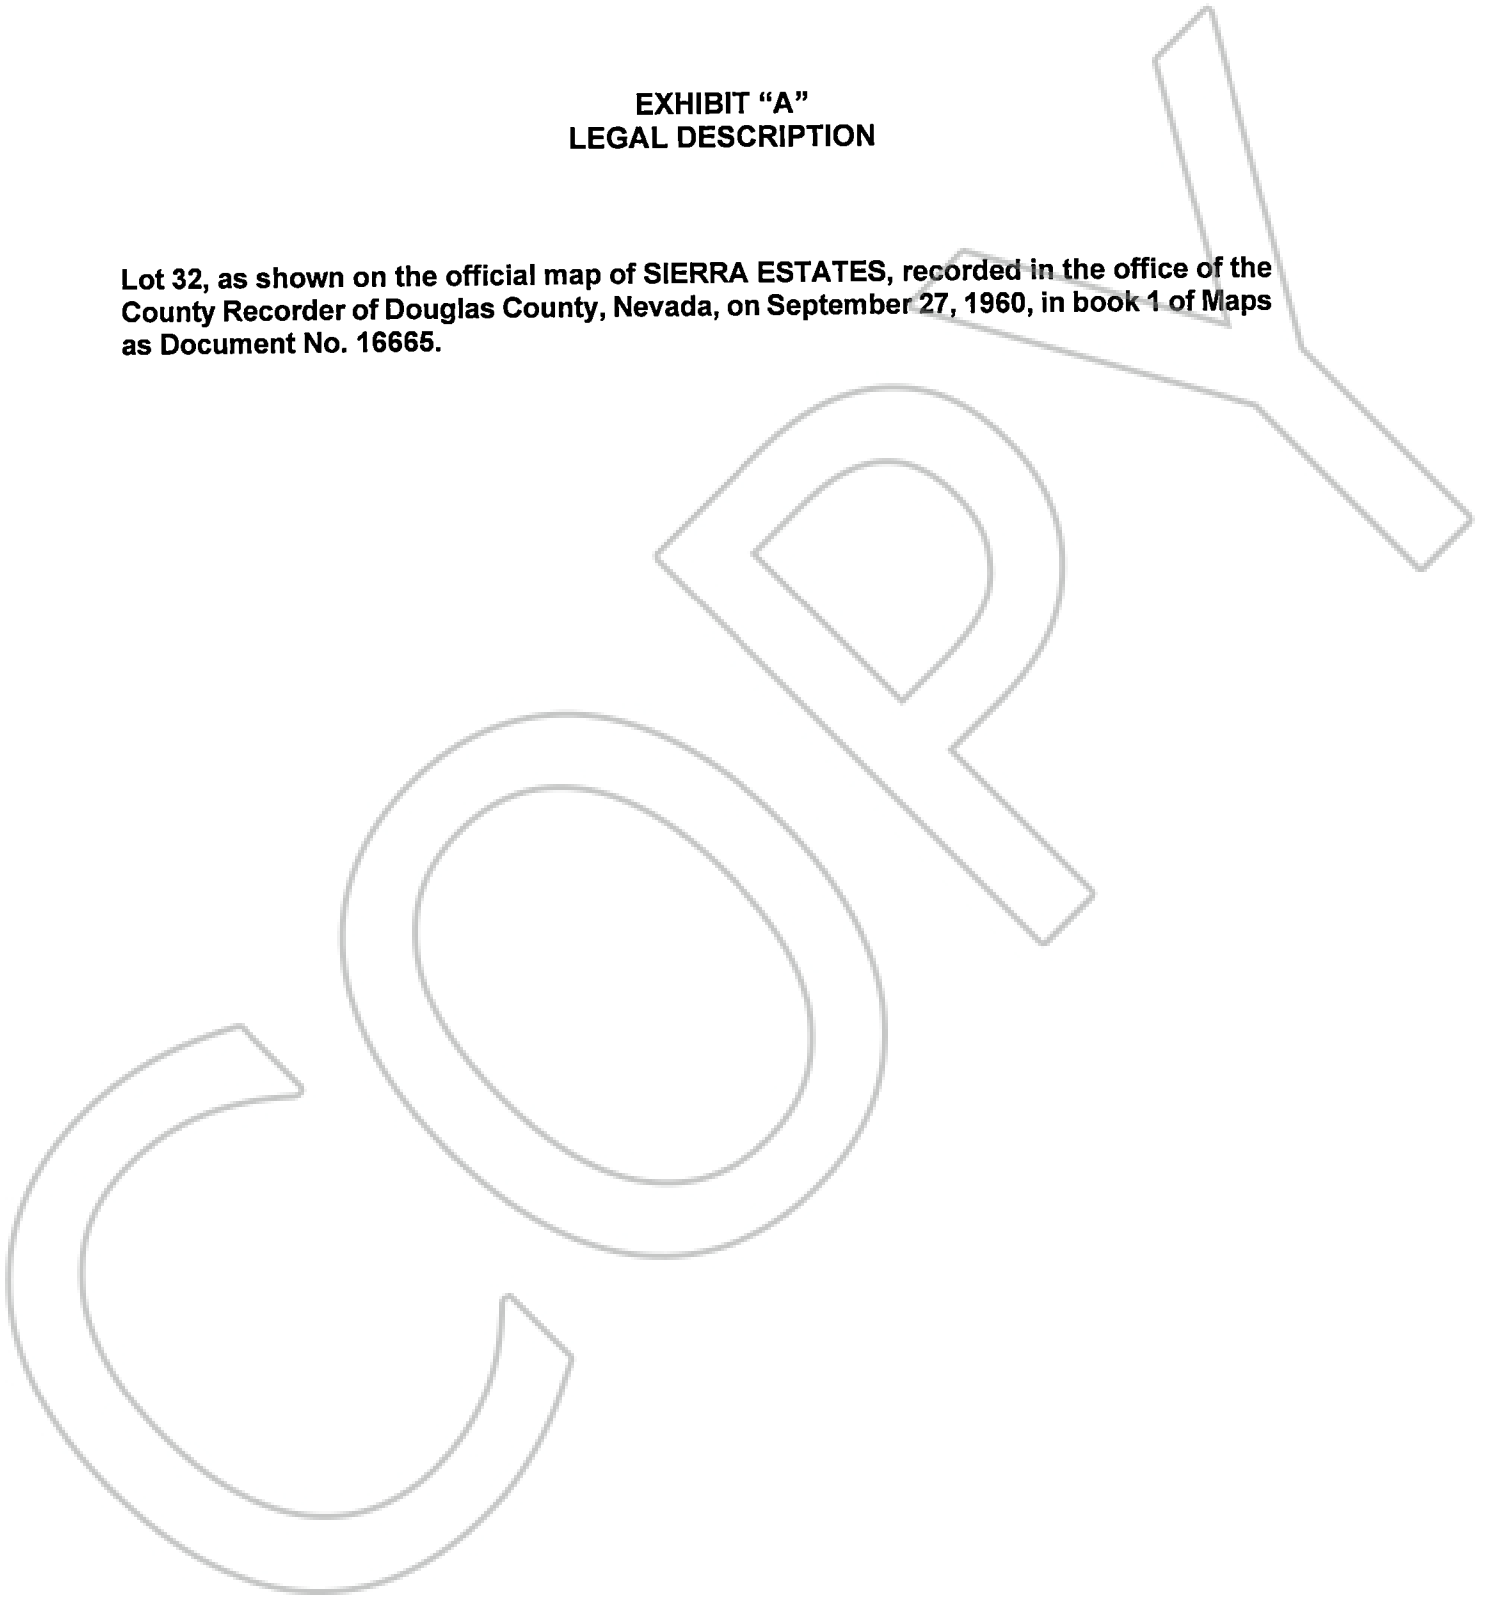 EXHIBIT “A”
LEGAL DESCRIPTION
Lot 32, as shown on the official map of SIERRA ESTATES, recorded in the office of the
County Recorder of Douglas County, Nevada, on September 27, 1960, in book 1 of Maps
as Document No. 16665.
COPY